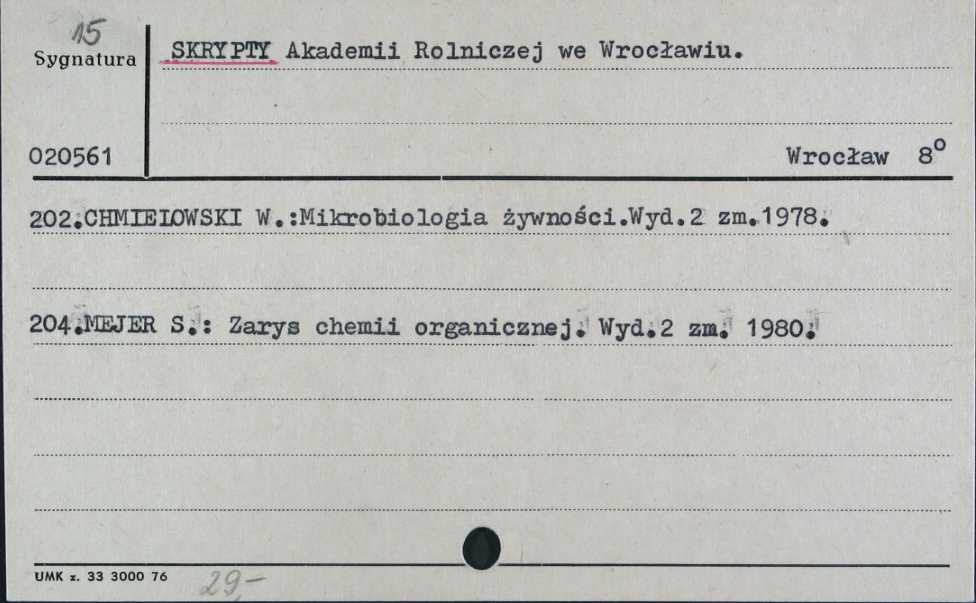 15
Sygnatura
SKRYPTY Akademii Rolniczej we Wrocławiu.
020561
Wrocław 8º
202.CHMIELOWSKI W.:Mikrobiologia żywności.Wyd.2 zm.1978.
204.MEJER S.: Zarys chemii organicznej. Wyd.2 zm. 1980.
UMK z. 33 3000 76
29,-